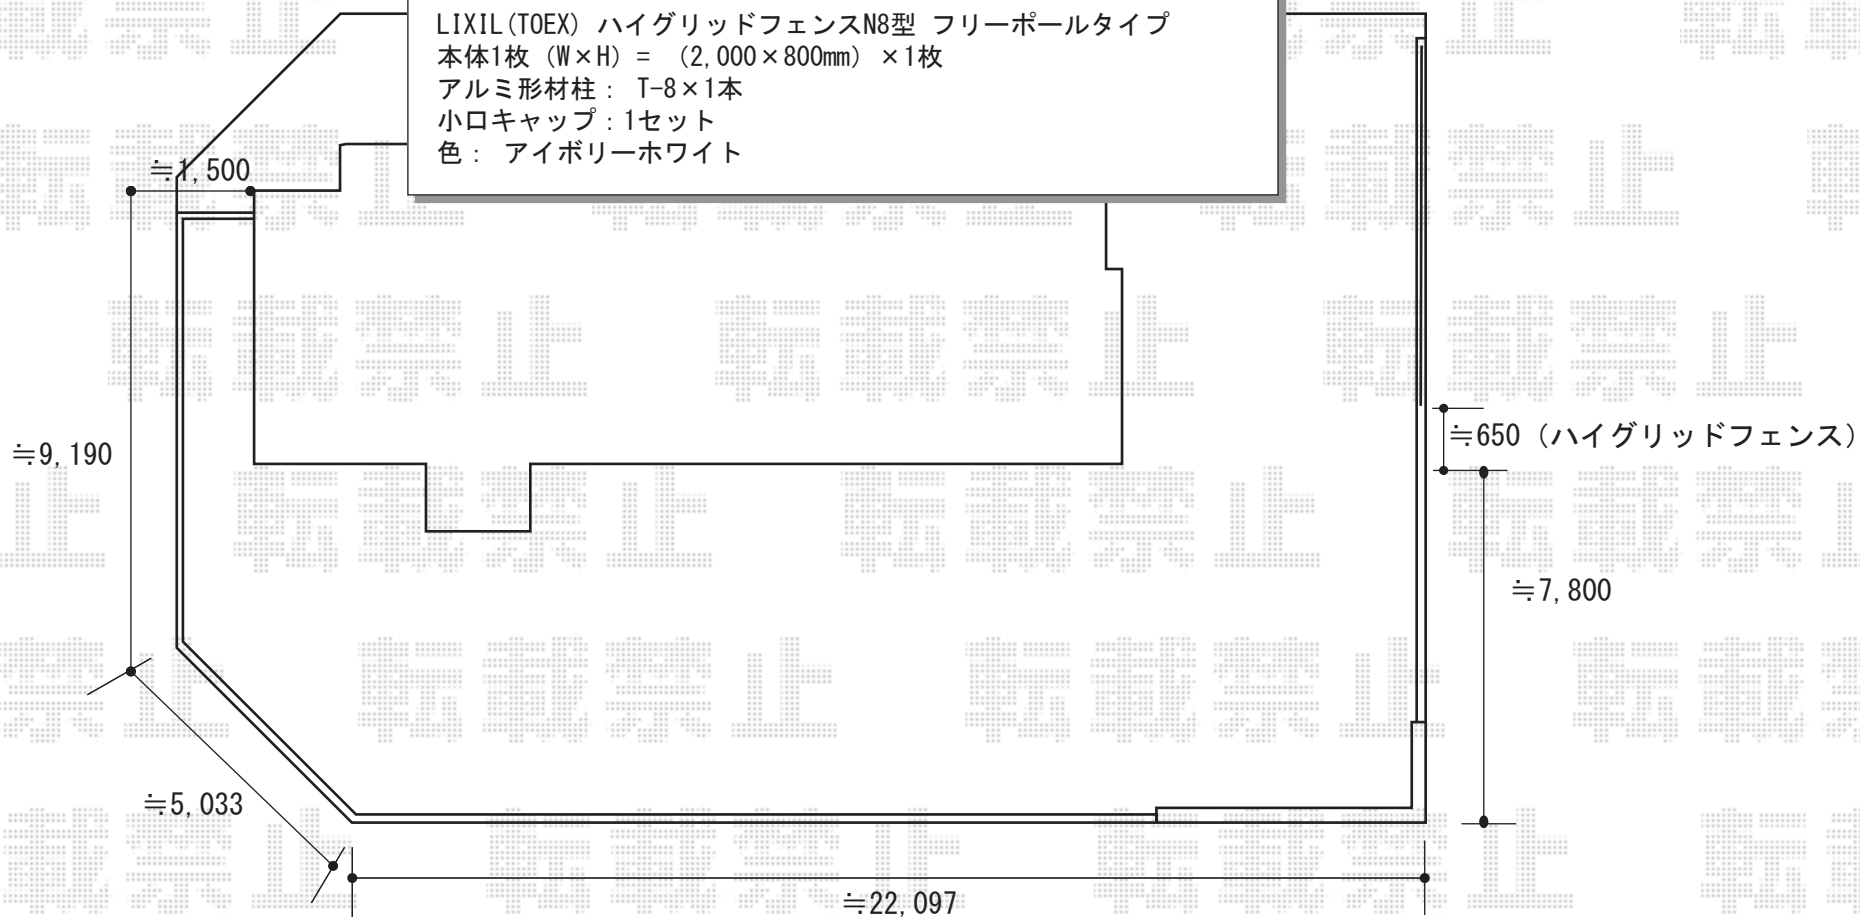 LIXIL(TOEX) ハイグリッドフェンスN8型 フリーポールタイプ
本体1枚（W×H）= （2,000×800mm）×1枚
アルミ形材柱： T-8×1本
小口キャップ：1セット
色： アイボリーホワイト
≒1,500
≒9,190
≒650（ハイグリッドフェンス）
≒7,800
≒5,033
≒22,097
転載禁止